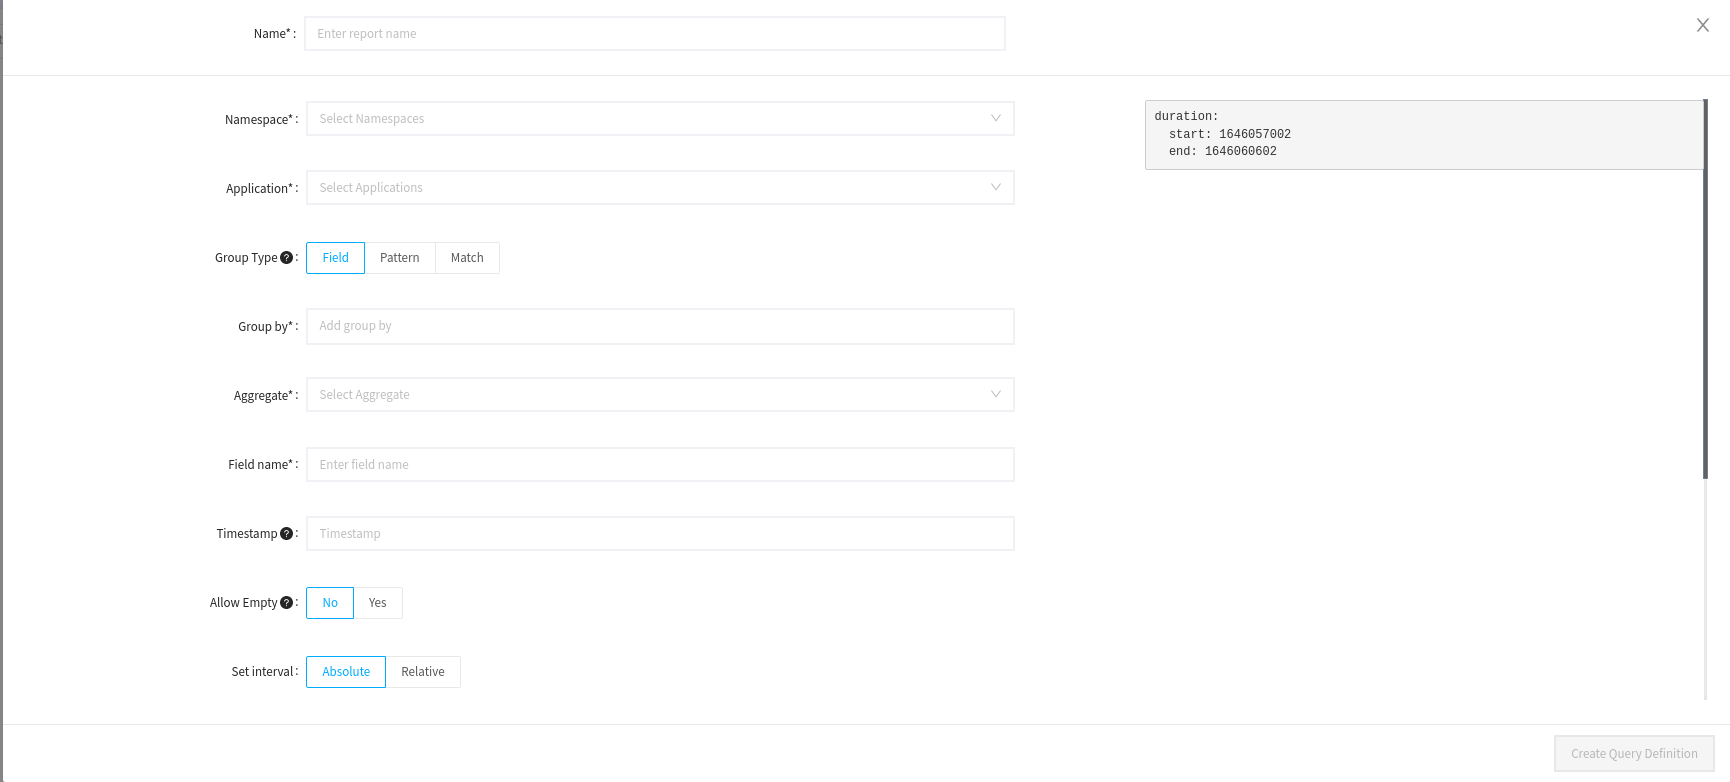 Name* : Enter report name
Namespace* : Select Namespaces
Application* : Select Applications
Group Type ? : Field Pattern Match
Group by* : Add group by
Aggregate* : Select Aggregate
Field name* : Enter field name
Timestamp ? : Timestamp
Allow Empty ? : No Yes
Set interval : Absolute Relative
duration:
  start: 1646057002
  end: 1646060602
Create Query Definition